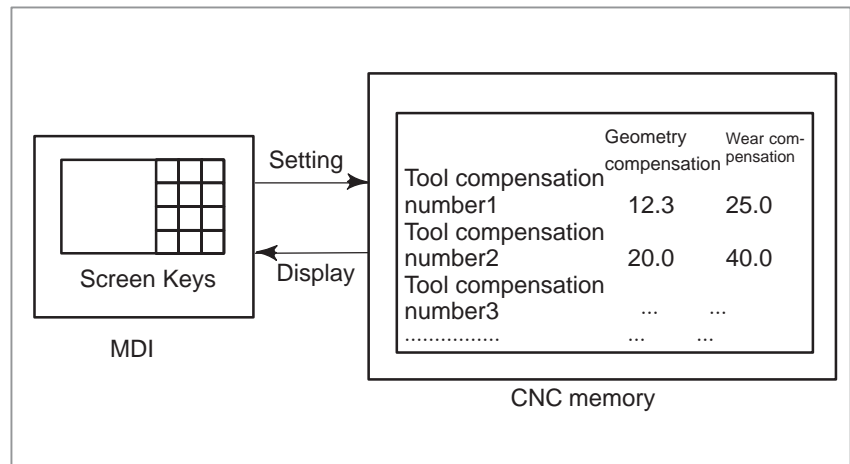 Setting
Display
Screen Keys
MDI
Geometry
compensation
Wear com-
pensation
Tool compensation
number1 12.3 25.0
Tool compensation
number2 20.0 40.0
Tool compensation
number3 ... ...
................ ... ...
CNC memory